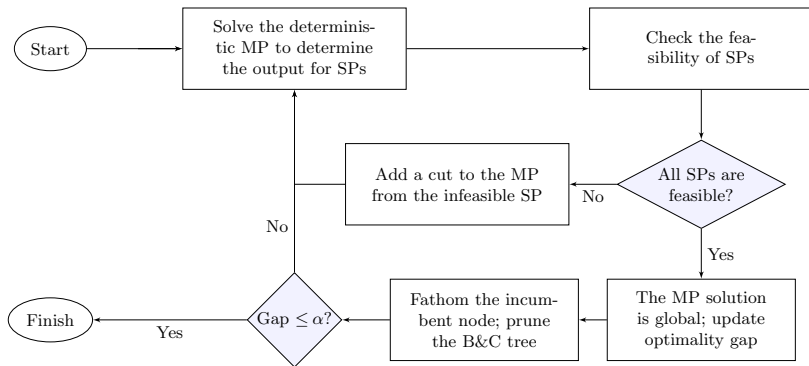 Start
Solve the determinis-
tic MP to determine
the output for SPs
Check the fea-
sibility of SPs
All SPs are
feasible?
No
Add a cut to the MP
from the infeasible SP
Yes
The MP solution
is global; update
optimality gap
Fathom the incum-
bent node; prune
the B&C tree
Gap ≤ α?
No
Yes
Finish